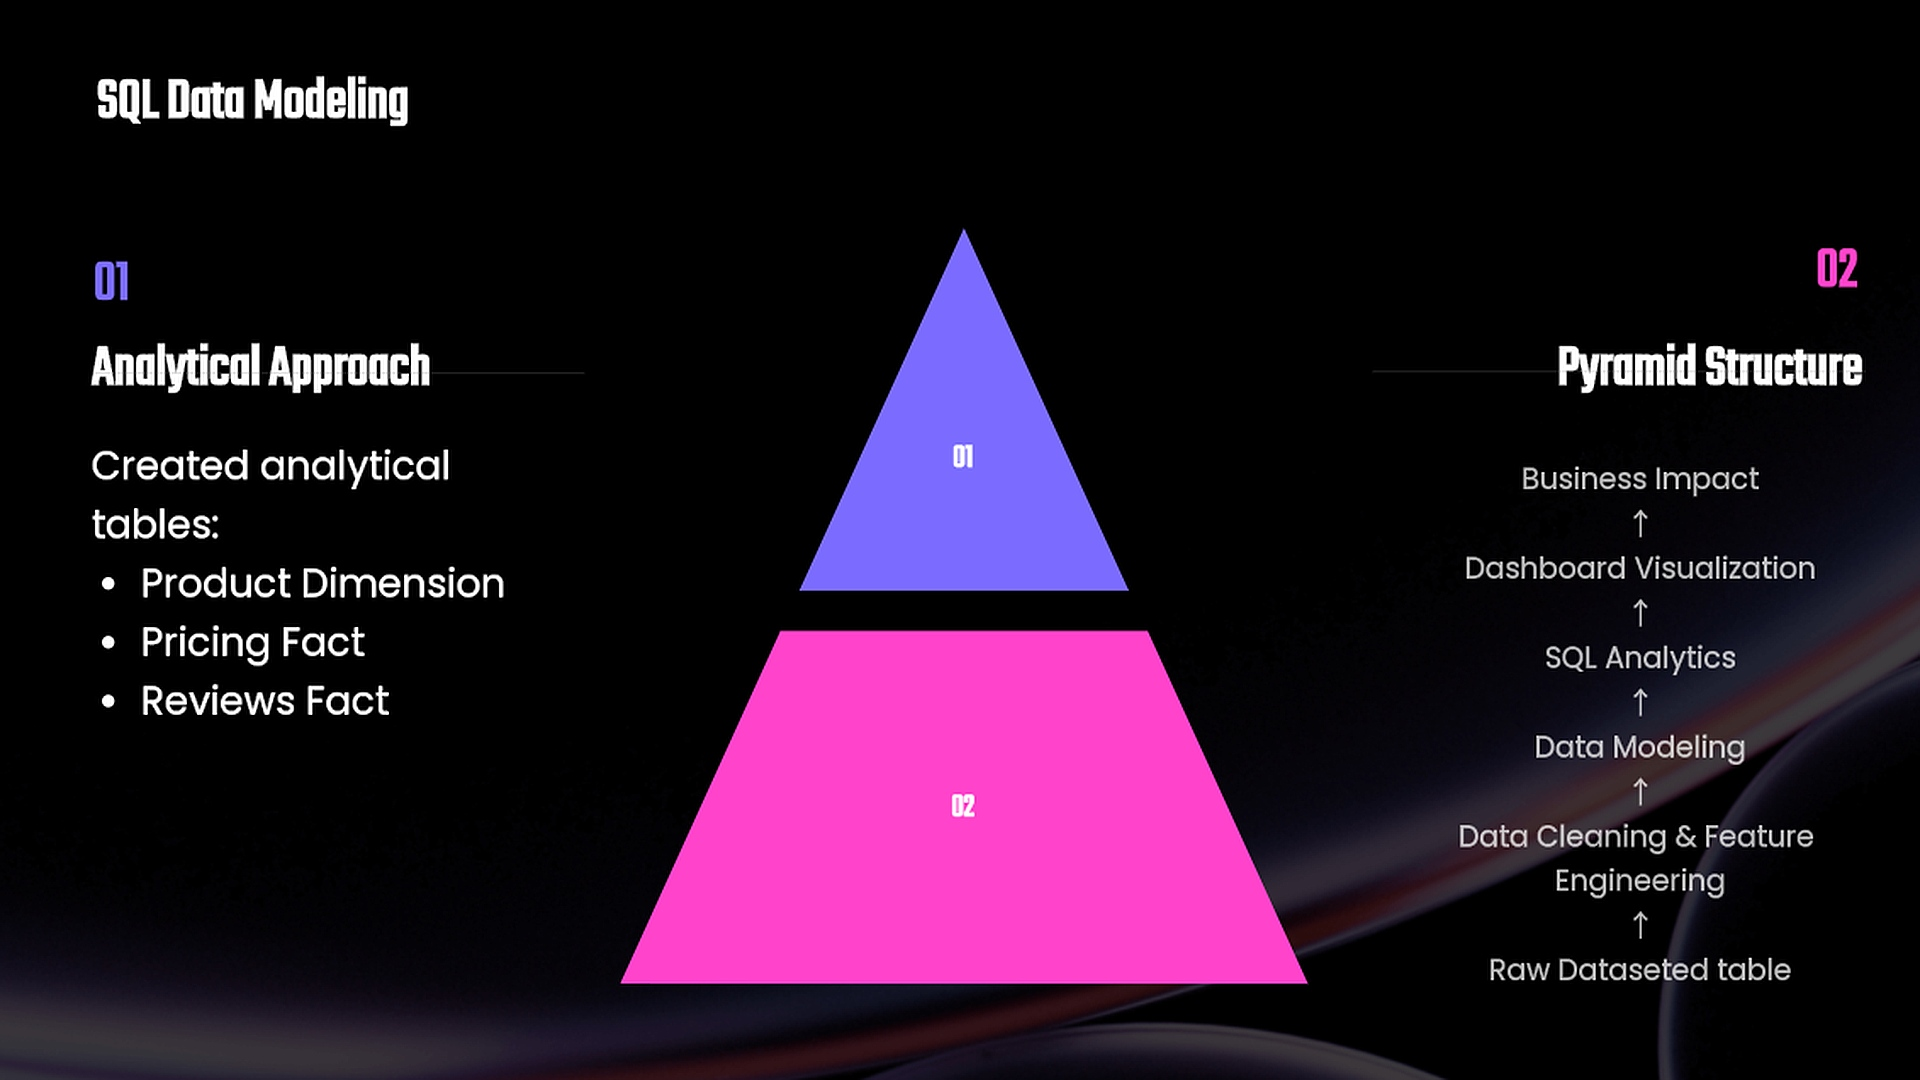 SQL Data Modeling
01
Analytical Approach
Created analytical
tables:
• Product Dimension
• Pricing Fact
• Reviews Fact
01
02
02
Pyramid Structure
Business Impact
↑
Dashboard Visualization
↑
SQL Analytics
↑
Data Modeling
↑
Data Cleaning & Feature
Engineering
↑
Raw Dataseted table